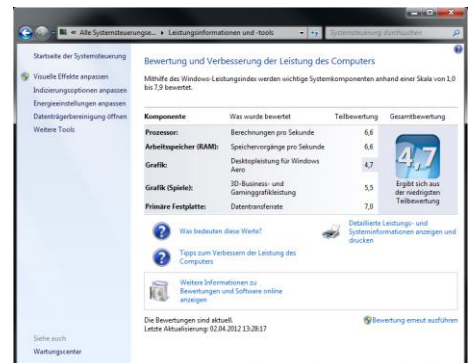 « Alle Systemsteuerungse... ▸ Leistungsinformationen und -tools
Systemsteuerung durchsuchen
Startseite der Systemsteuerung
Visuelle Effekte anpassen
Indizierungsoptionen anpassen
Energieeinstellungen anpassen
Datenträgerbereinigung öffnen
Weitere Tools
Siehe auch
Wartungscenter
Bewertung und Verbesserung der Leistung des Computers
Mithilfe des Windows-Leistungsindex werden wichtige Systemkomponenten anhand einer Skala von 1,0
bis 7,9 bewertet.
Komponente Was wurde bewertet Teilbewertung Gesamtbewertung
Prozessor: Berechnungen pro Sekunde 6,6
Arbeitsspeicher (RAM): Speichervorgänge pro Sekunde 6,6
Grafik: Desktopleistung für Windows Aero 4,7
Grafik (Spiele): 3D-Business- und Gaminggrafikleistung 5,5
Primäre Festplatte: Datentransferrate 7,0
4,7
Ergibt sich aus
der niedrigsten
Teilbewertung
Was bedeuten diese Werte?
Tipps zum Verbessern der Leistung des
Computers
Detaillierte
Leistungs- und
Systeminformationen anzeigen und
drucken
Weitere Informationen zu
Bewertungen und Software online
anzeigen
Die Bewertungen sind aktuell.
Letzte Aktualisierung: 02.04.2012 13:28:17
Bewertung erneut ausführen